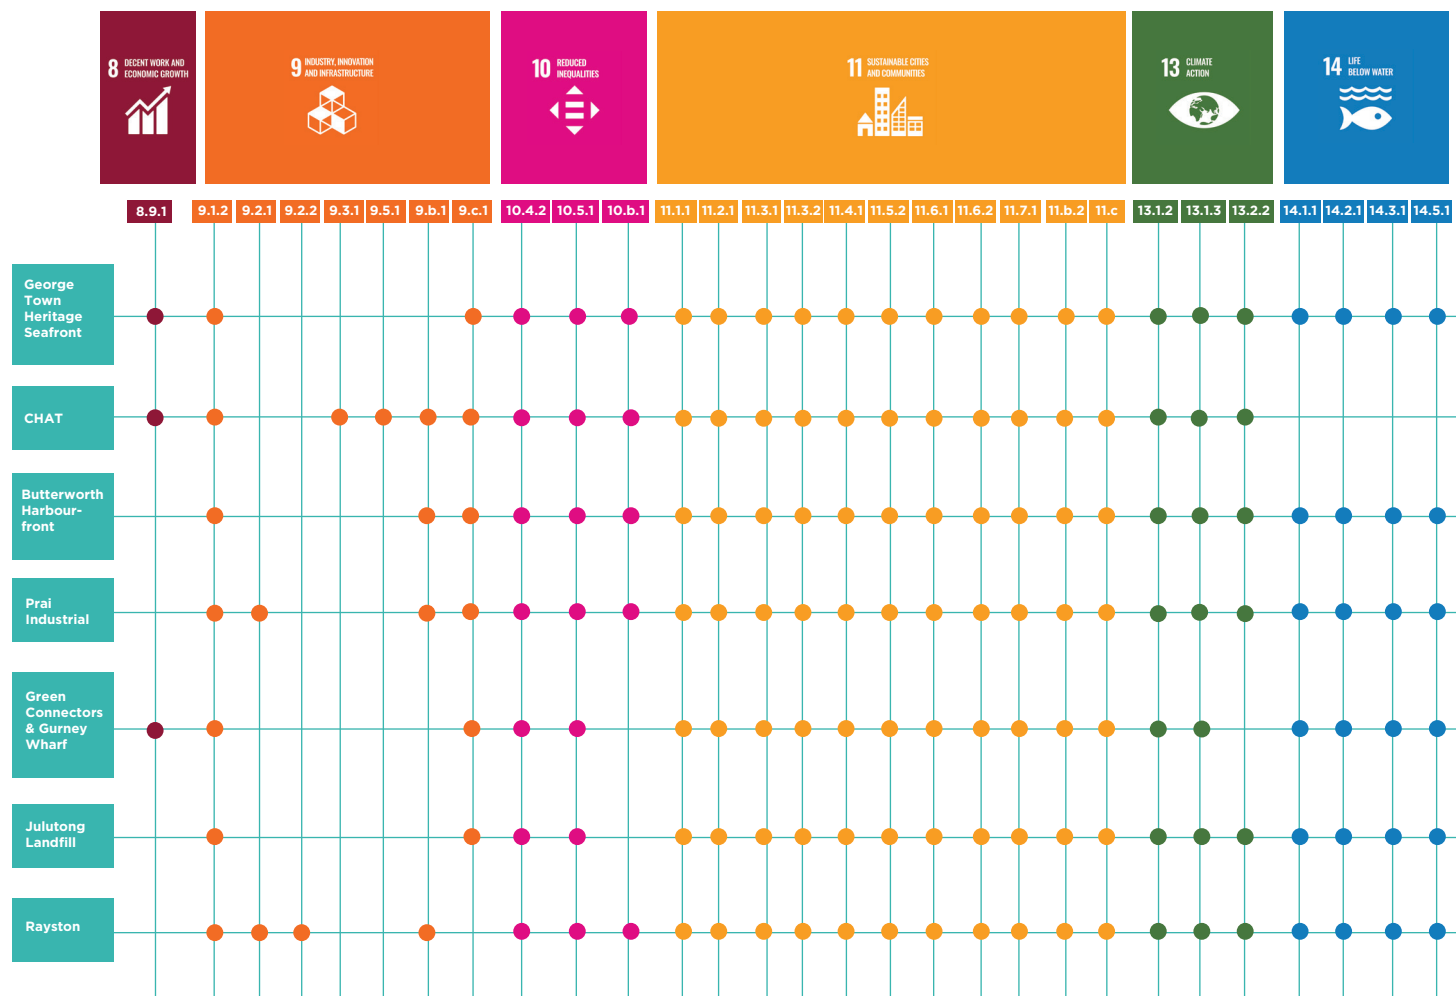 8 DECENT WORK AND
ECONOMIC GROWTH
9 INDUSTRY, INNOVATION
AND INFRASTRUCTURE
10 REDUCED
INEQUALITIES
11 SUSTAINABLE CITIES
AND COMMUNITIES
13 CLIMATE
ACTION
14 LIFE
BELOW WATER
8.9.1 9.1.2 9.2.1 9.2.2 9.3.1 9.5.1 9.b.1 9.c.1 10.4.2 10.5.1 10.b.1 11.1.1 11.2.1 11.3.1 11.3.2 11.4.1 11.5.2 11.6.1 11.6.2 11.7.1 11.b.2 11.c 13.1.2 13.1.3 13.2.2 14.1.1 14.2.1 14.3.1 14.5.1
George
Town
Heritage
Seafront
CHAT
Butterworth
Harbour-
front
Prai
Industrial
Green
Connectors
& Gurney
Wharf
Julutong
Landfill
Rayston